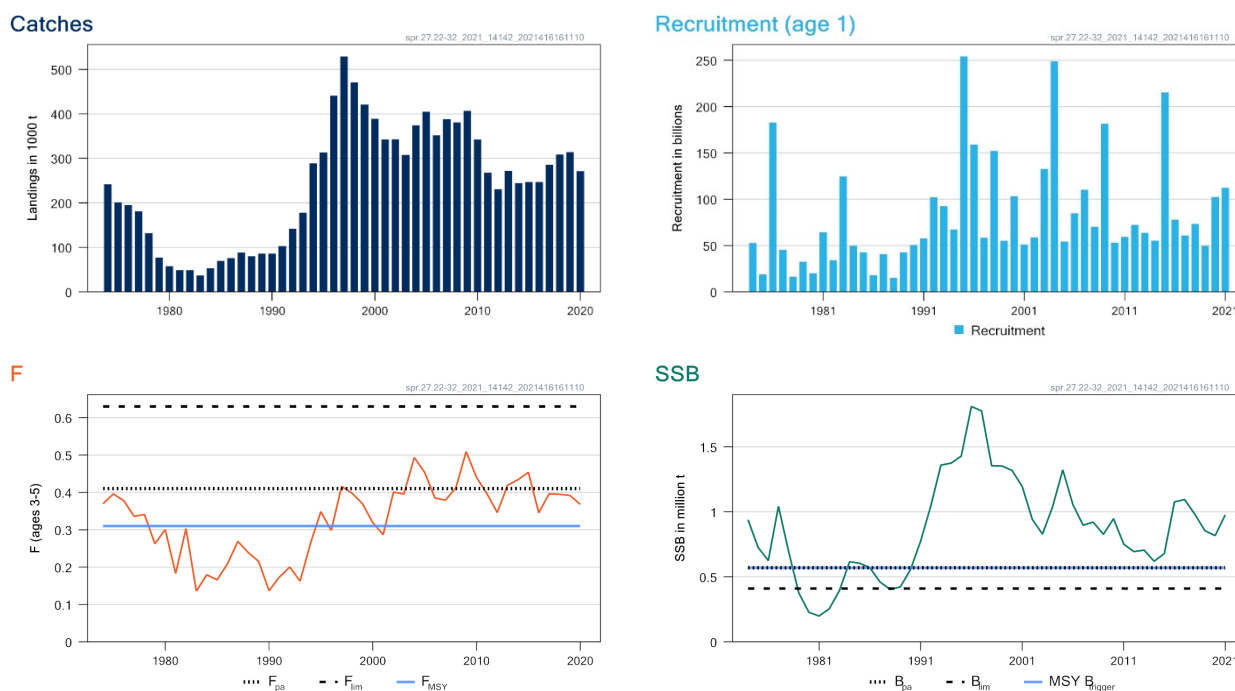 Catches
spr.27.22-32_2021_14142_2021416161110
Landings in 1000 t
500
400
300
200
100
0
1980
1990
2000
2010
2020
Recruitment (age 1)
spr.27.22-32_2021_14142_2021416161110
Recruitment in billions
250
200
150
100
50
0
1981
1991
2001
2011
2021
Recruitment
F
spr.27.22-32_2021_14142_2021416161110
F (ages 3-5)
0.6
0.5
0.4
0.3
0.2
0.1
0
1980
1990
2000
2010
2020
Fpa
Flim
FMSY
SSB
spr.27.22-32_2021_14142_2021416161110
SSB in million t
1.5
1
0.5
0
1981
1991
2001
2011
2021
Bpa
Blim
MSY Btrigger